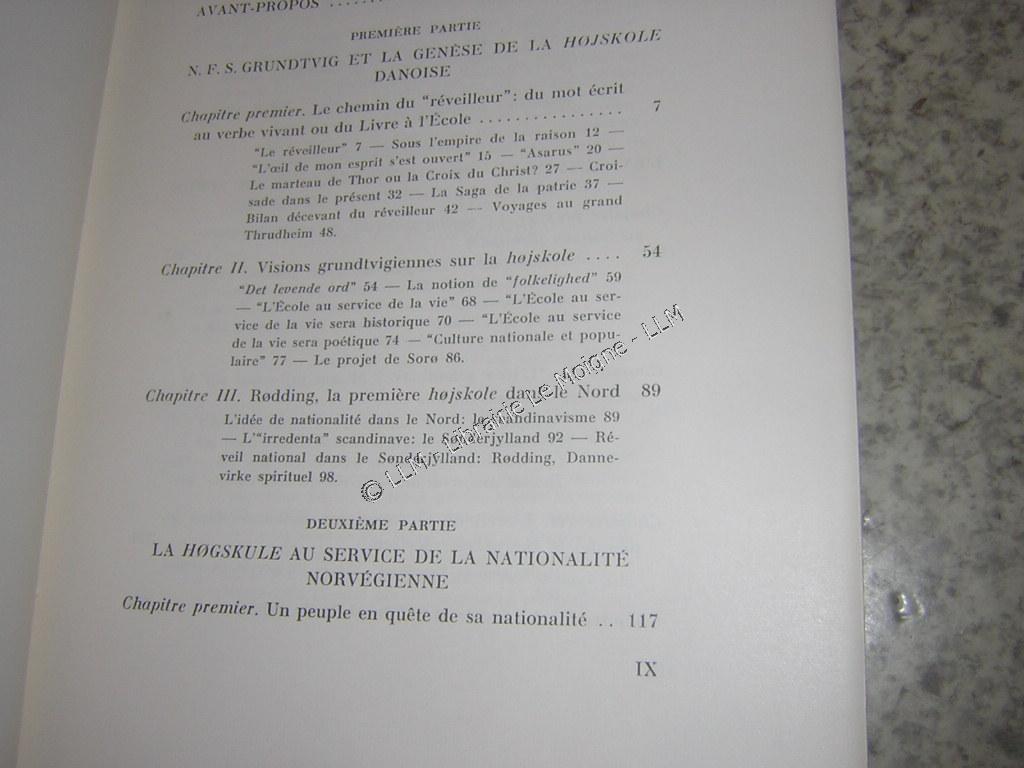 AVANT-PROPOS ......
PREMIÈRE PARTIE
N. F. S. GRUNDTVIG ET LA GENÈSE DE LA HØJSKOLE
DANOISE
Chapitre premier. Le chemin du “réveilleur”: du mot écrit
au verbe vivant ou du Livre à l'École ................ 7
“Le réveilleur” 7 — Sous l'empire de la raison 12 —
“L'œil de mon esprit s'est ouvert” 15 — “Asarus” 20 —
Le marteau de Thor ou la Croix du Christ? 27 — Croi-
sade dans le présent 32 — La Saga de la patrie 37 —
Bilan décevant du réveilleur 42 — Voyages au grand
Thrudheim 48.
Chapitre II. Visions grundtvigiennes sur la højskole .... 54
“Det levende ord” 54 — La notion de “folkelighed” 59
— “L'École au service de la vie” 68 — “L'École au ser-
vice de la vie sera historique 70 — “L'École au service
de la vie sera poétique 74 — “Culture nationale et popu-
laire” 77 — Le projet de Sorø 86.
Chapitre III. Rødding, la première højskole dans le Nord 89
L'idée de nationalité dans le Nord: le scandinavisme 89
— L'“irredenta” scandinave: le Sønderjylland 92 — Ré-
veil national dans le Sønderjylland: Rødding, Danne-
virke spirituel 98.
DEUXIÈME PARTIE
LA HØGSKULE AU SERVICE DE LA NATIONALITÉ
NORVÉGIENNE
Chapitre premier. Un peuple en quête de sa nationalité .. 117
IX
© LLM - Librairie Le Moigne - LLM